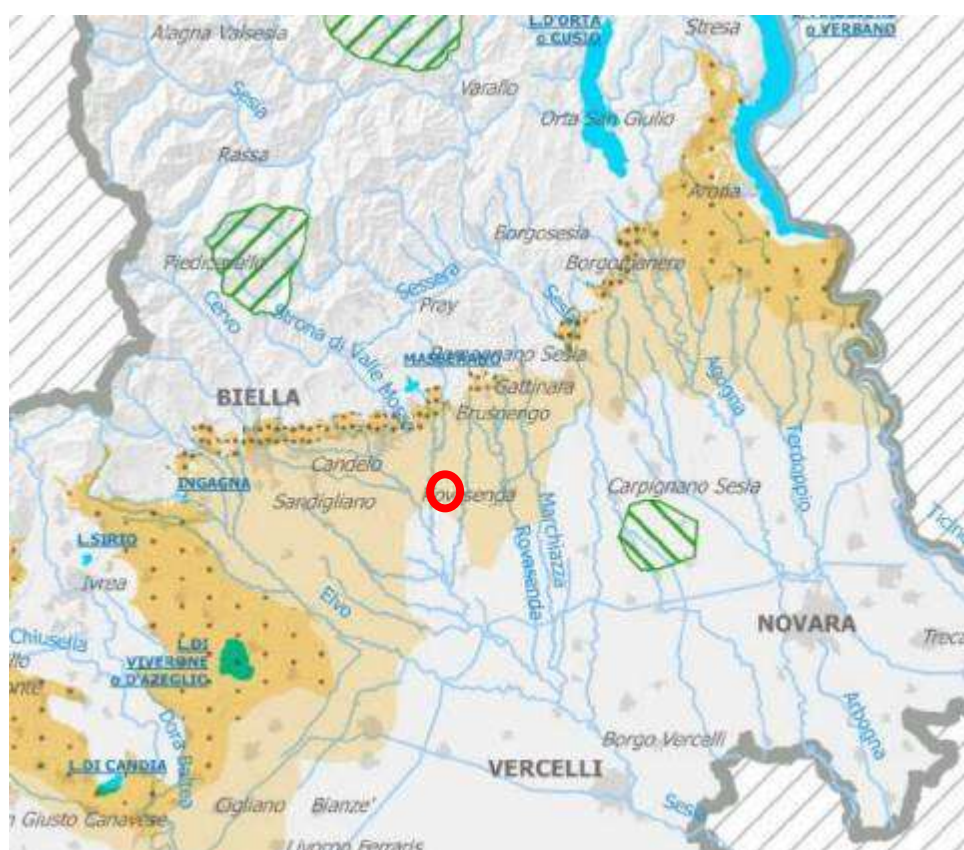 L.D'ORTA
o CUSIO
Stresa
o VERBANO
Alagna Valsesia
Varallo
Sesia
Orta San Giulio
Rassa
Arona
Borgosesia
Piedicavallo
Borgomanero
Sessera
Cervo
Pray
Sesia
Strona di Valle Mosso
Romagnano Sesia
MASSERANO
Gattinara
Agogna
BIELLA
Brusnengo
Terdoppio
Candelo
INGAGNA
Sandigliano
Rovasenda
Carpignano Sesia
Marchiazza
Rovasenda
Ticino
L.SIRIO
Ivrea
Elvo
Chiusella
NOVARA
L.DI
VIVERONE
o D'AZEGLIO
Dora Baltea
Arbogna
Borgo Vercelli
L.DI CANDIA
VERCELLI
Cigliano
Bianze'
Sesia
n Giusto Canavese
Livorno Ferraris